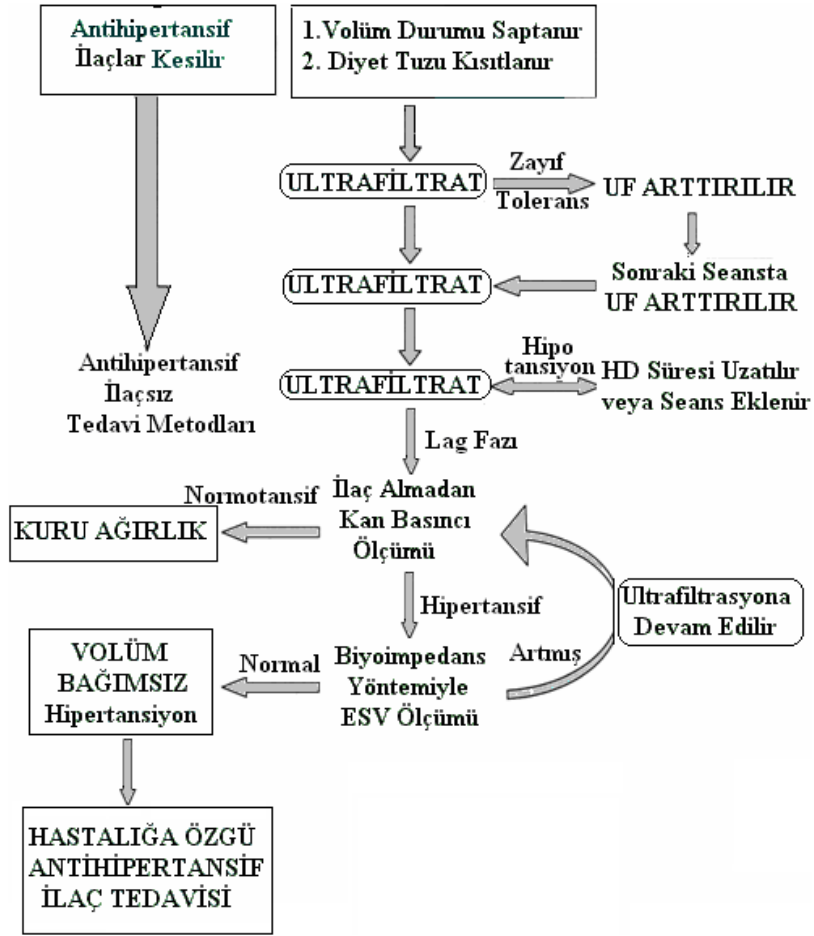 Antihipertansif
İlaçlar Kesilir
1.Volüm Durumu Saptanır
2. Diyet Tuzu Kısıtlanır
ULTRAFİLTRAT
Zayıf
Tolerans
UF ARTTIRILIR
ULTRAFİLTRAT
Sonraki Seansta
UF ARTTIRILIR
Antihipertansif
İlaçsız
Tedavi Metodları
ULTRAFİLTRAT
Hipo
tansiyon
HD Süresi Uzatılır
veya Seans Eklenir
Lag Fazı
Normotansif
İlaç Almadan
Kan Basıncı
Ölçümü
KURU AĞIRLIK
Hipertansif
Ultrafiltrasyona
Devam Edilir
VOLÜM
BAĞIMSIZ
Hipertansiyon
Normal
Biyoimpedans
Yöntemiyle
ESV Ölçümü
Artmış
HASTALIĞA ÖZGÜ
ANTİHİPERTANSİF
İLAÇ TEDAVİSİ